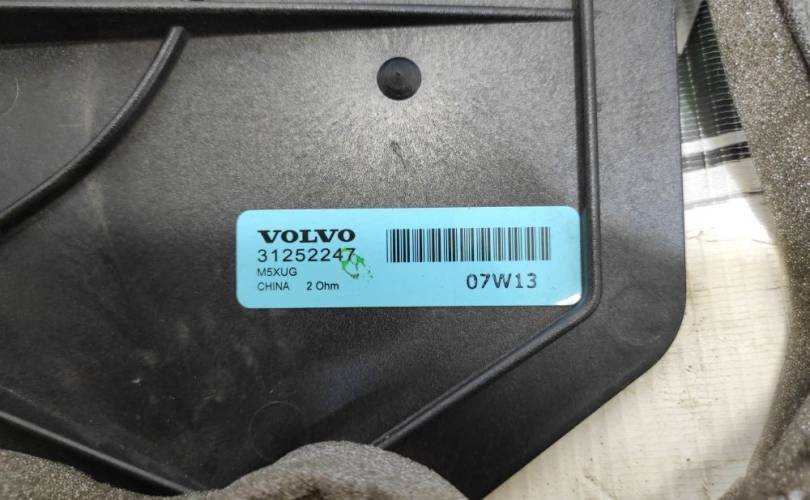 VOLVO
31252247
M5XUG
CHINA 2 Ohm
07W13